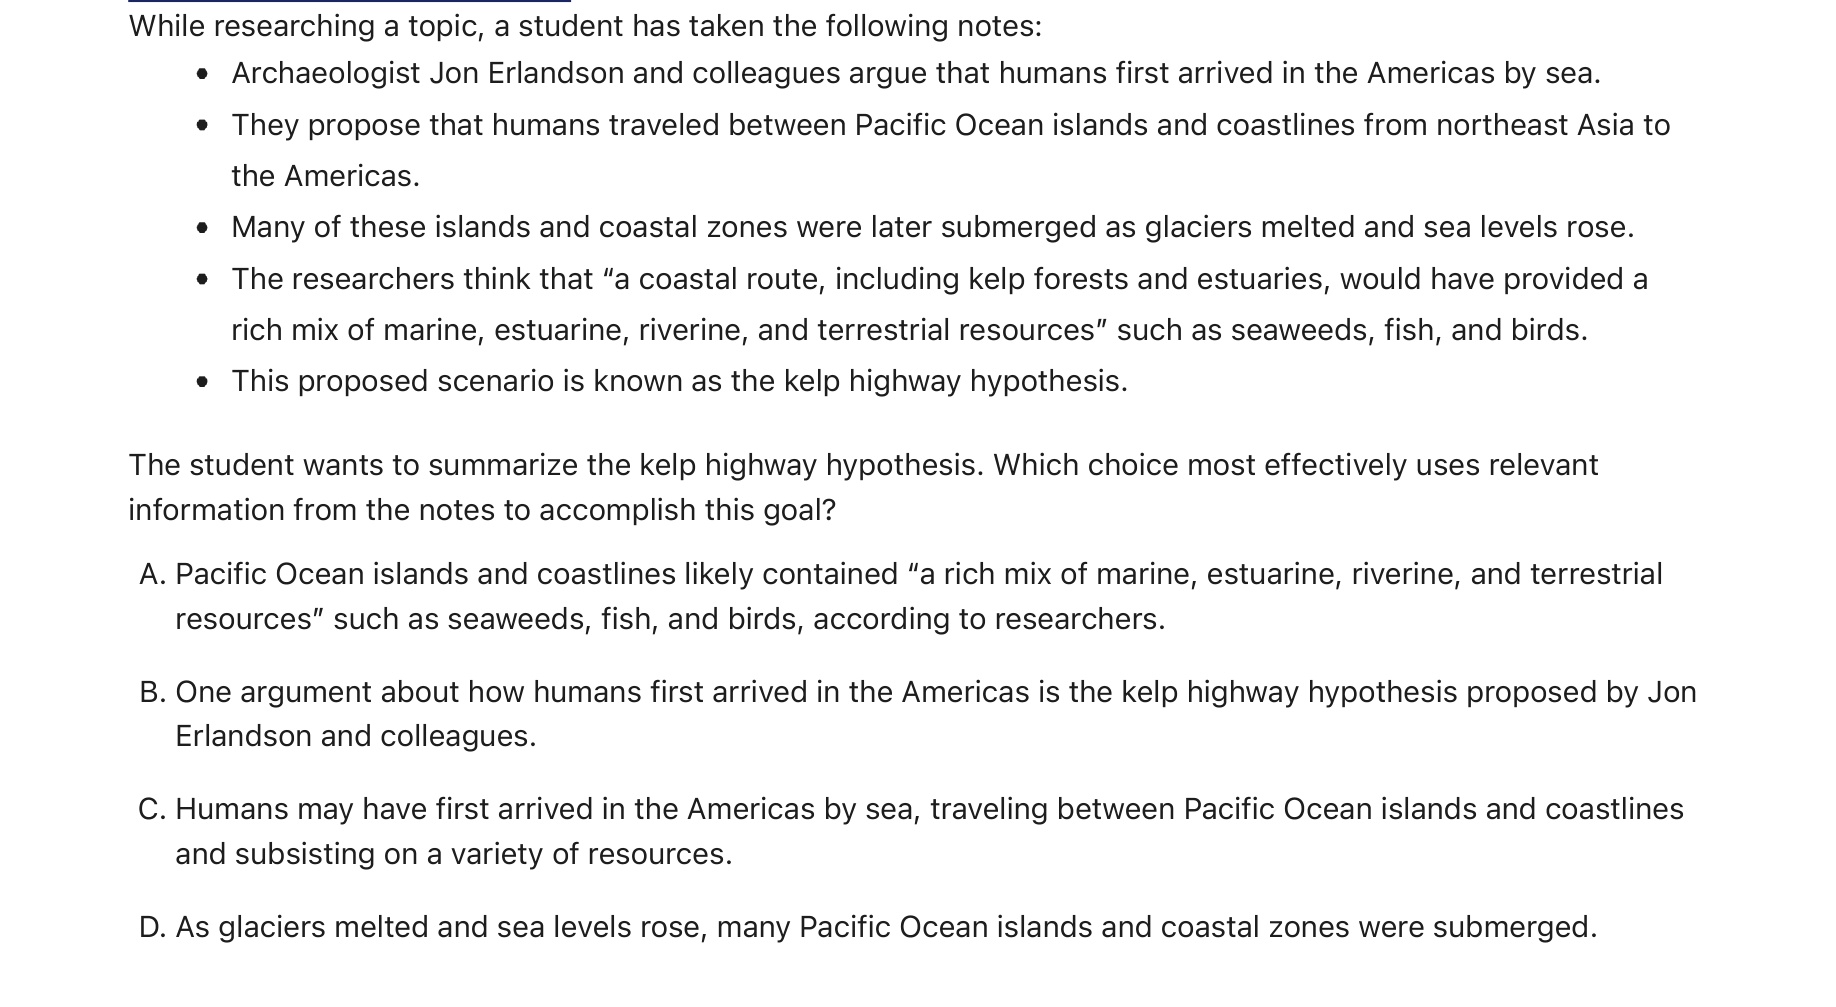 While researching a topic, a student has taken the following notes:
• Archaeologist Jon Erlandson and colleagues argue that humans first arrived in the Americas by sea.
• They propose that humans traveled between Pacific Ocean islands and coastlines from northeast Asia to
the Americas.
• Many of these islands and coastal zones were later submerged as glaciers melted and sea levels rose.
• The researchers think that “a coastal route, including kelp forests and estuaries, would have provided a
rich mix of marine, estuarine, riverine, and terrestrial resources” such as seaweeds, fish, and birds.
• This proposed scenario is known as the kelp highway hypothesis.
The student wants to summarize the kelp highway hypothesis. Which choice most effectively uses relevant
information from the notes to accomplish this goal?
A. Pacific Ocean islands and coastlines likely contained “a rich mix of marine, estuarine, riverine, and terrestrial
resources” such as seaweeds, fish, and birds, according to researchers.
B. One argument about how humans first arrived in the Americas is the kelp highway hypothesis proposed by Jon
Erlandson and colleagues.
C. Humans may have first arrived in the Americas by sea, traveling between Pacific Ocean islands and coastlines
and subsisting on a variety of resources.
D. As glaciers melted and sea levels rose, many Pacific Ocean islands and coastal zones were submerged.